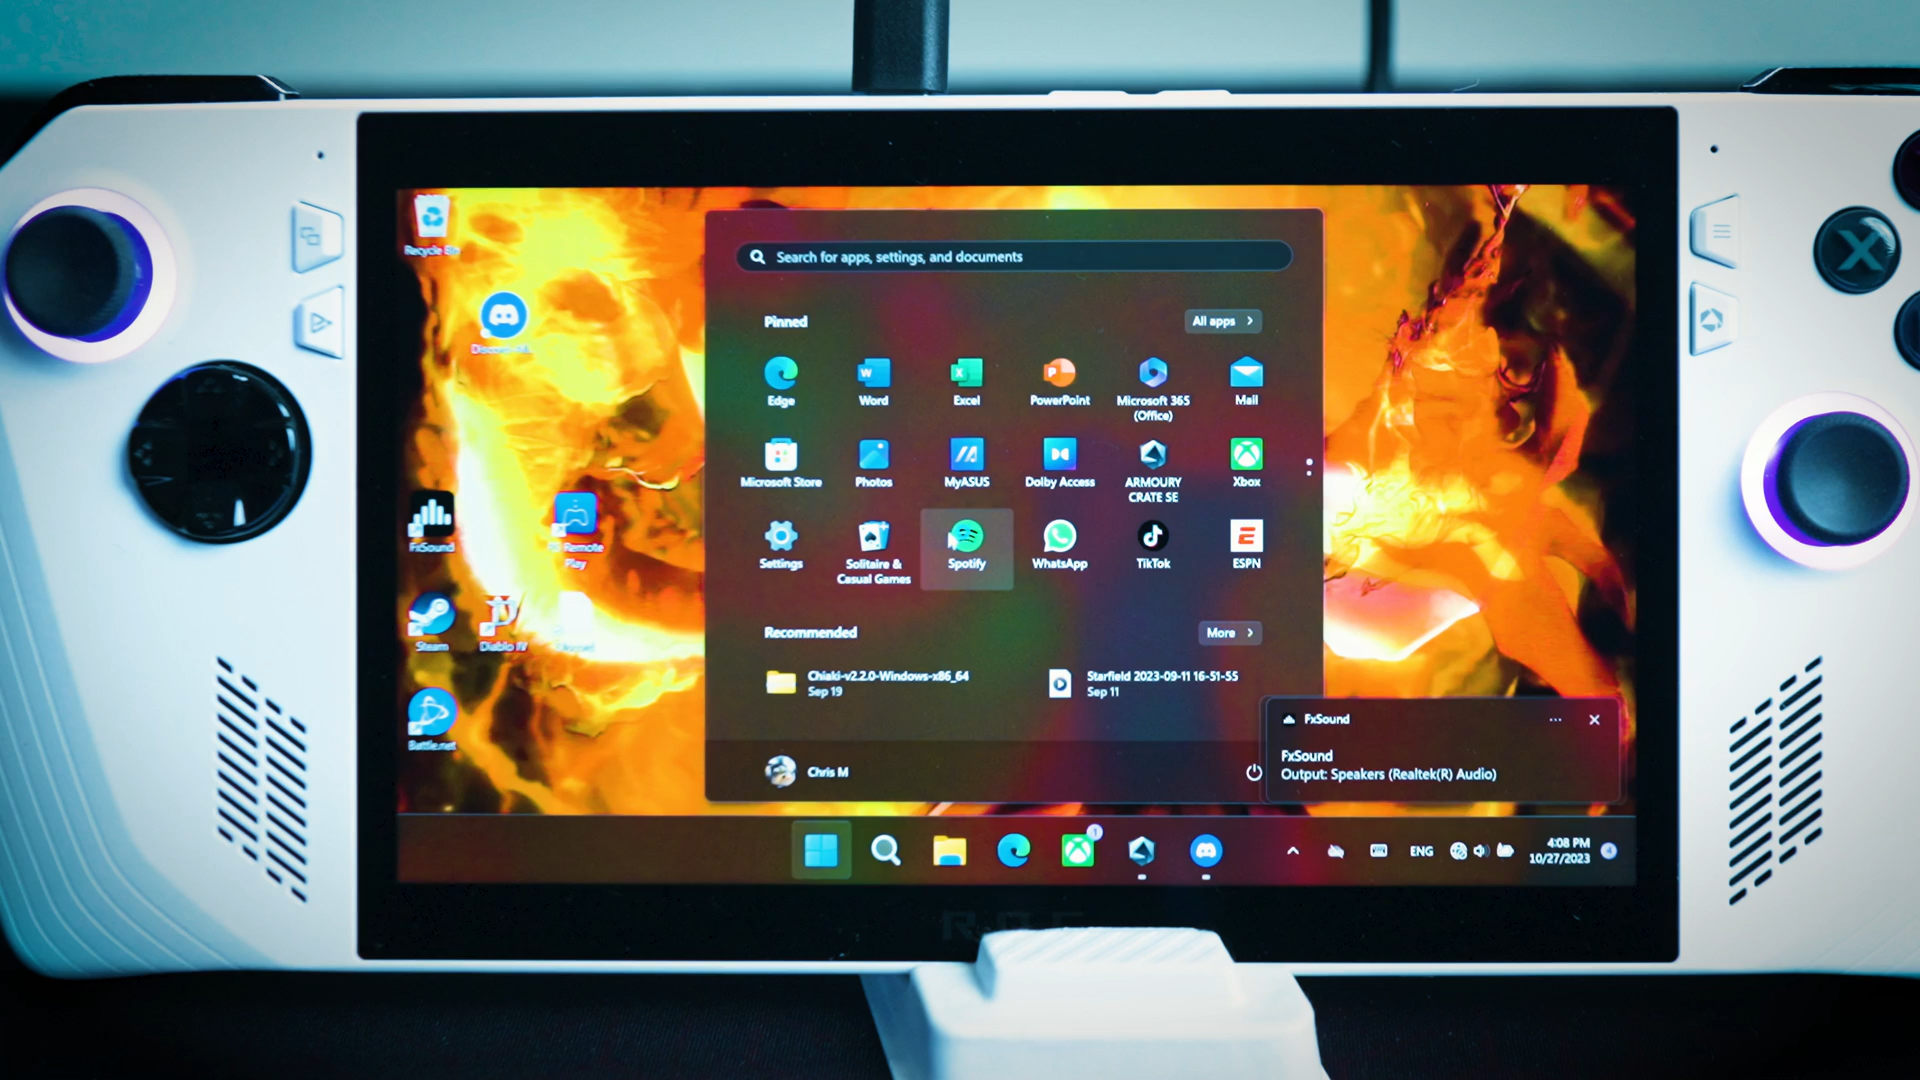 Search for apps, settings, and documents
Pinned
All apps >
Edge
Word
Excel
PowerPoint
Microsoft 365
(Office)
Mail
Microsoft Store
Photos
MyASUS
Dolby Access
ARMOURY
CRATE SE
Xbox
Settings
Solitaire &
Casual Games
Spotify
WhatsApp
TikTok
ESPN
Recommended
More >
Chiaki-v2.2.0-Windows-x86_64
Sep 19
Starfield 2023-09-11 16-51-55
Sep 11
Chris M
FxSound
FxSound
Output: Speakers (Realtek(R) Audio)
Recycle Bin
FxSound
Remote
Play
Steam
Diablo IV
Battle.net
ENG
4:08 PM
10/27/2023
1
X
ROG